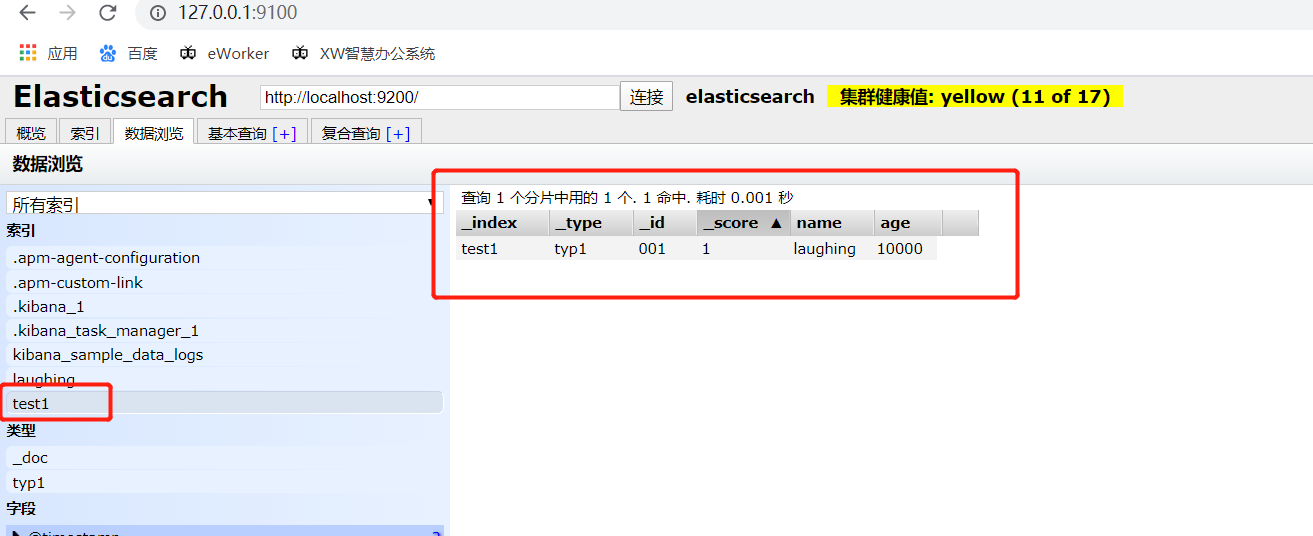 127.0.0.1:9100
应用 百度 eWorker XW智慧办公系统
Elasticsearch http://localhost:9200/ 连接 elasticsearch 集群健康值: yellow (11 of 17)
概览 索引 数据浏览 基本查询 [+] 复合查询 [+]
数据浏览
所有索引
索引
.apm-agent-configuration
.apm-custom-link
.kibana_1
.kibana_task_manager_1
kibana_sample_data_logs
laughing
test1
类型
_doc
typ1
字段
@timestamp
查询 1 个分片中用的 1 个. 1 命中. 耗时 0.001 秒
_index _type _id _score ▲ name age
test1 typ1 001 1 laughing 10000